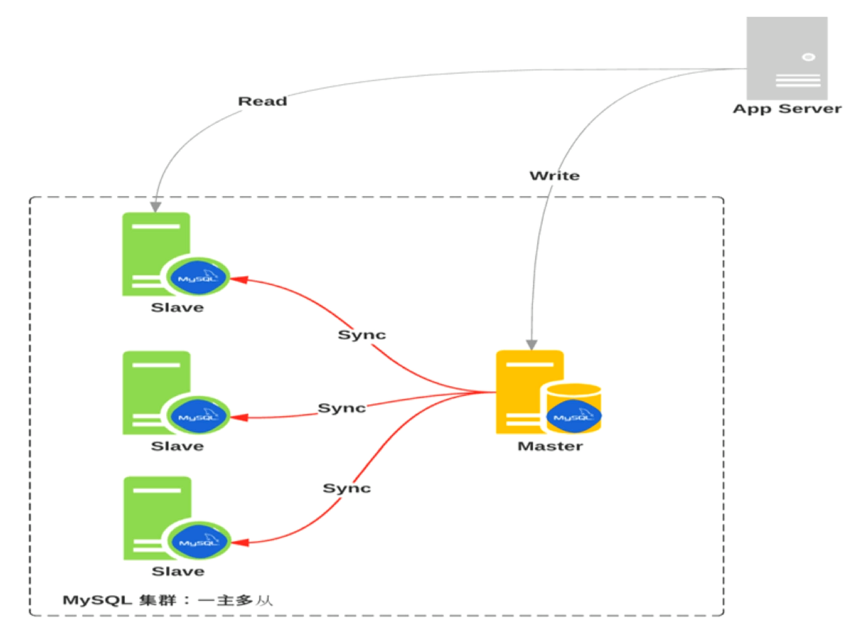 App Server
Read
Write
MySQL
Slave
Sync
MySQL
Slave
Sync
MySQL
Master
MySQL
Slave
Sync
MySQL 集群：一主多从